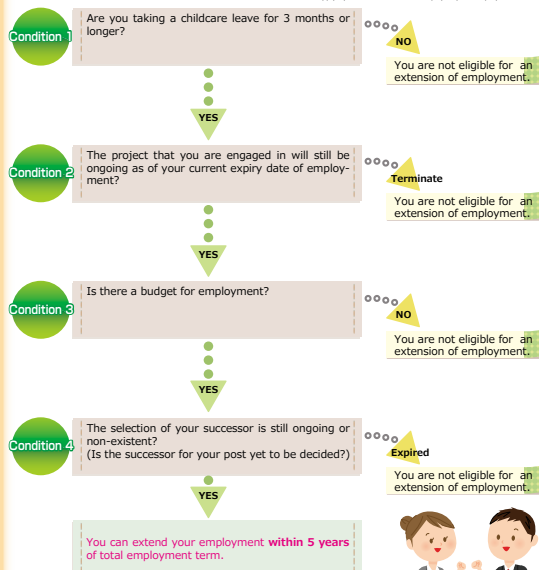 Condition 1
Are you taking a childcare leave for 3 months or
longer?
NO
You are not eligible for an
extension of employment.
YES
Condition 2
The project that you are engaged in will still be
ongoing as of your current expiry date of employ-
ment?
Terminate
You are not eligible for an
extension of employment.
YES
Condition 3
Is there a budget for employment?
NO
You are not eligible for an
extension of employment.
YES
Condition 4
The selection of your successor is still ongoing or
non-existent?
(Is the successor for your post yet to be decided?)
Expired
You are not eligible for an
extension of employment.
YES
You can extend your employment within 5 years
of total employment term.